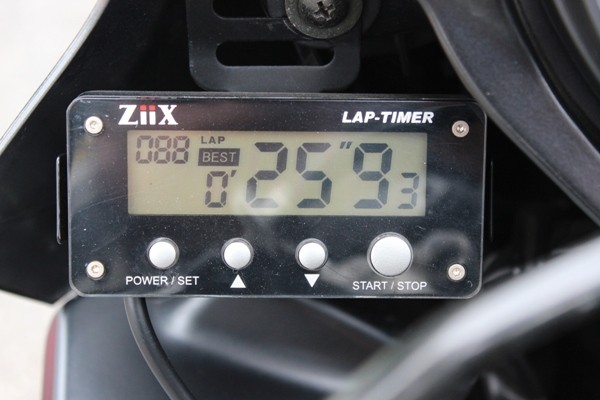 ZiiX LAP-TIMER
088 LAP
BEST
0'25"93
POWER / SET ▲ ▼ START / STOP